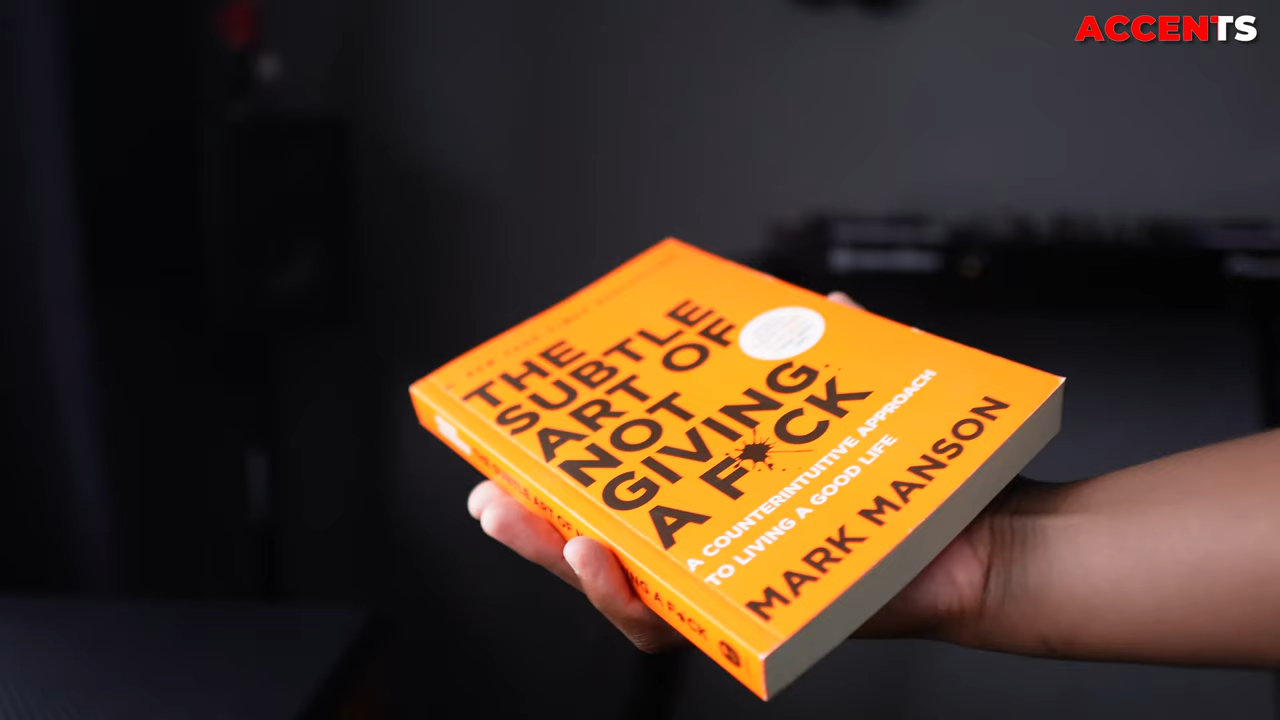 ACCENTS
THE
SUBTLE
ART OF
NOT
GIVING
A F*CK
A COUNTERINTUITIVE APPROACH
TO LIVING A GOOD LIFE
MARK MANSON